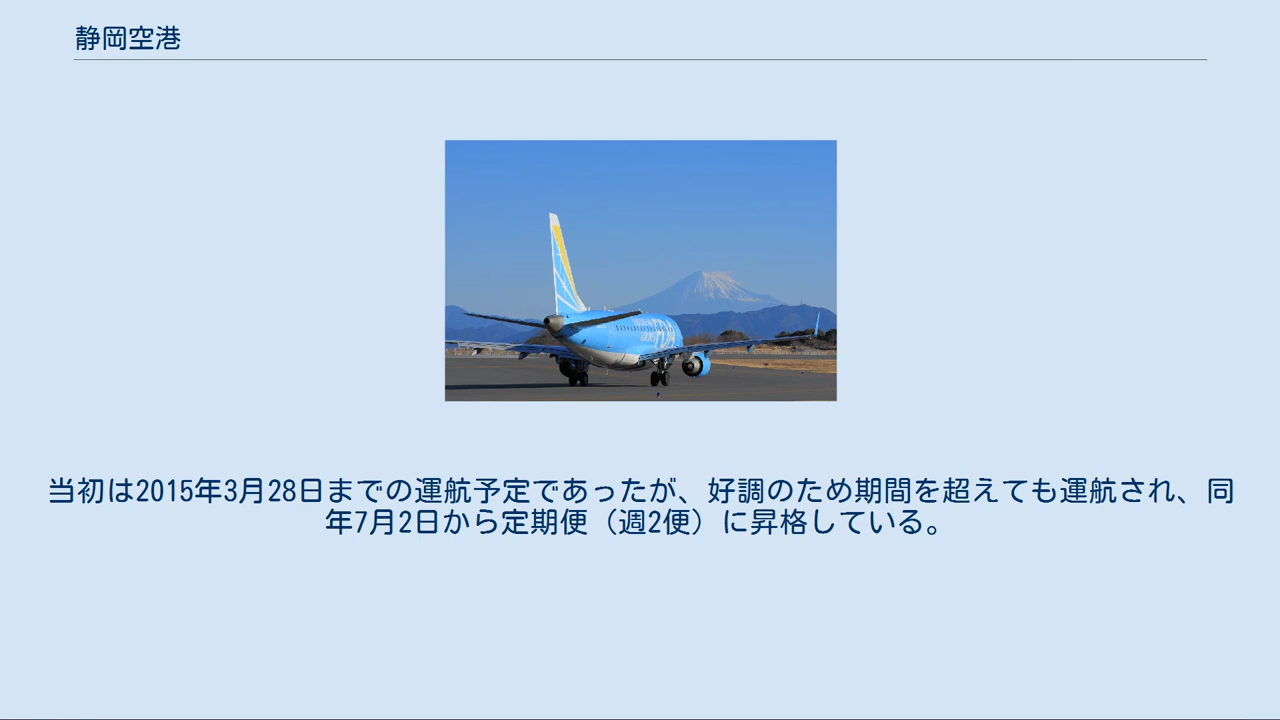 静岡空港
FDA
当初は2015年3月28日までの運航予定であったが、好調のため期間を超えても運航され、同
年7月2日から定期便（週2便）に昇格している。